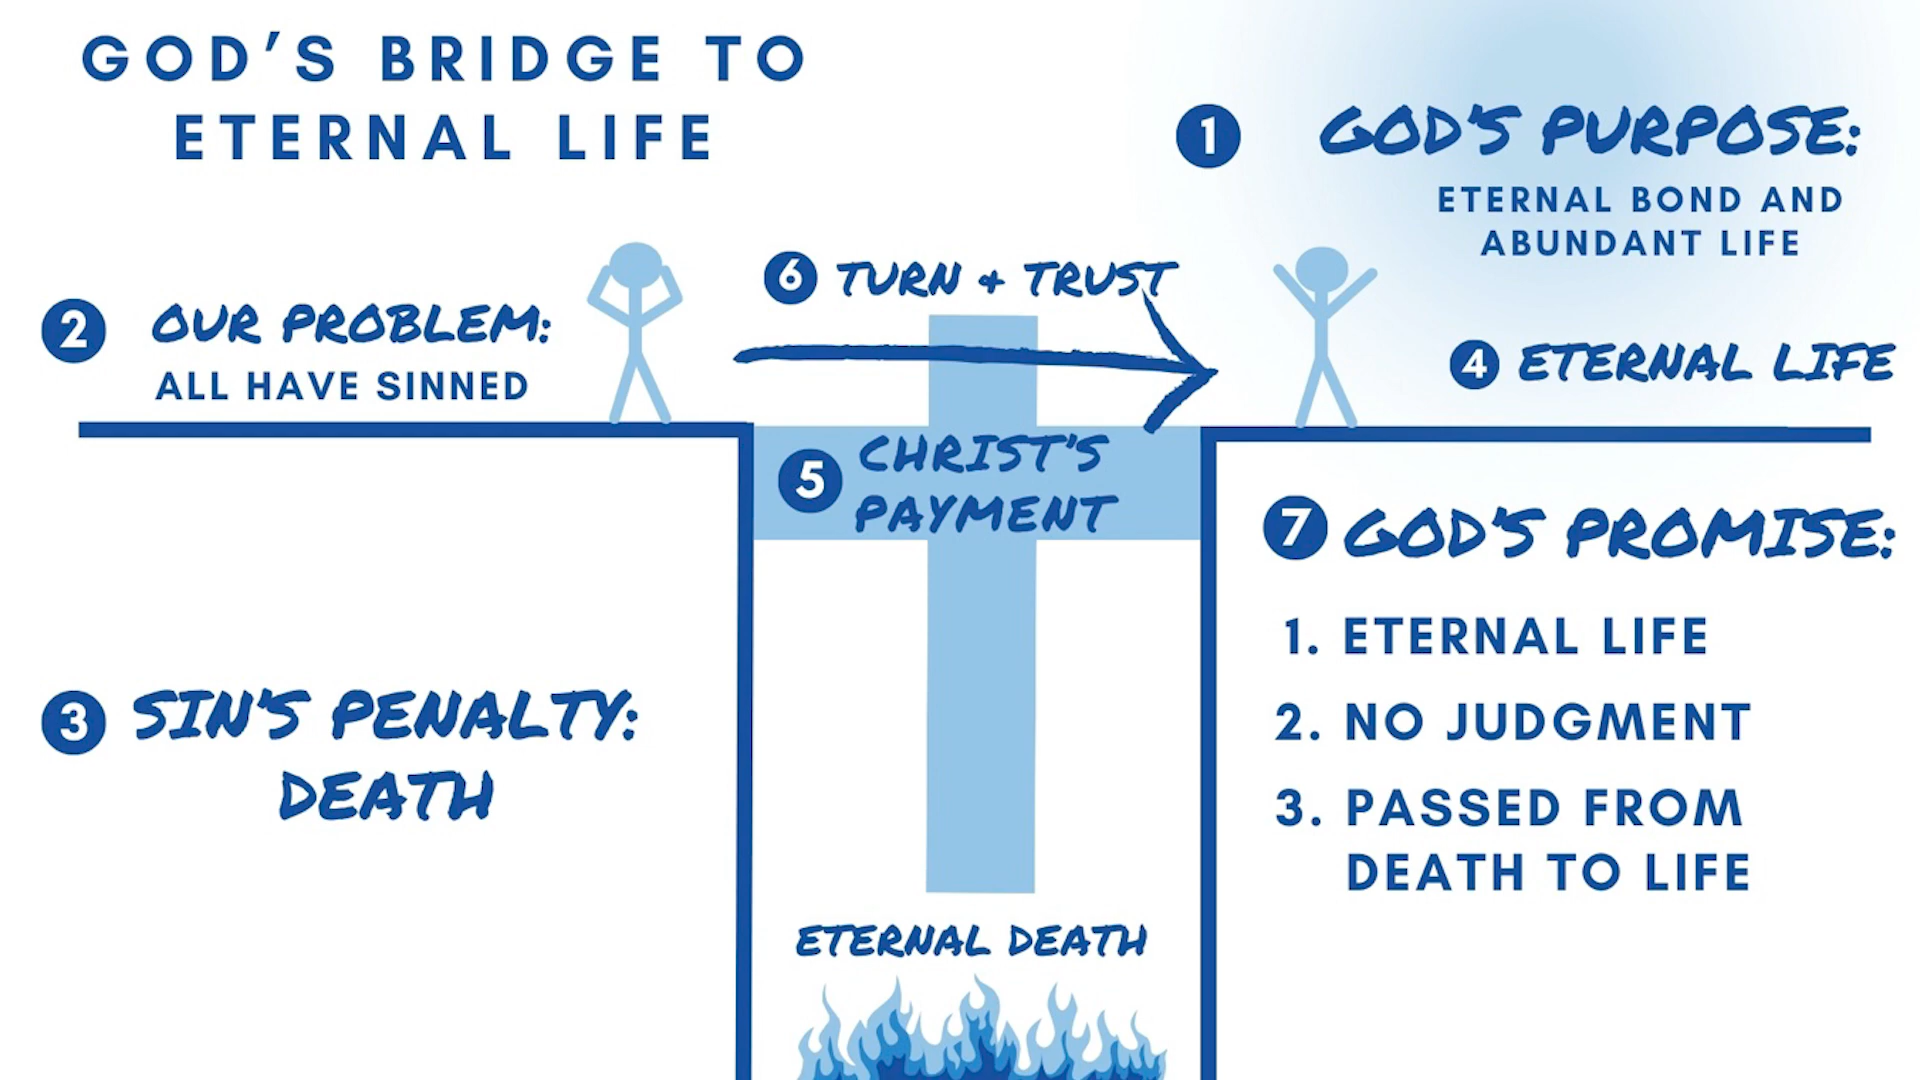 GOD'S BRIDGE TO
ETERNAL LIFE
1 GOD'S PURPOSE:
ETERNAL BOND AND
ABUNDANT LIFE
2 OUR PROBLEM:
ALL HAVE SINNED
6 TURN & TRUST
4 ETERNAL LIFE
5 CHRIST'S
PAYMENT
3 SIN'S PENALTY:
DEATH
7 GOD'S PROMISE:
1. ETERNAL LIFE
2. NO JUDGMENT
3. PASSED FROM
DEATH TO LIFE
ETERNAL DEATH